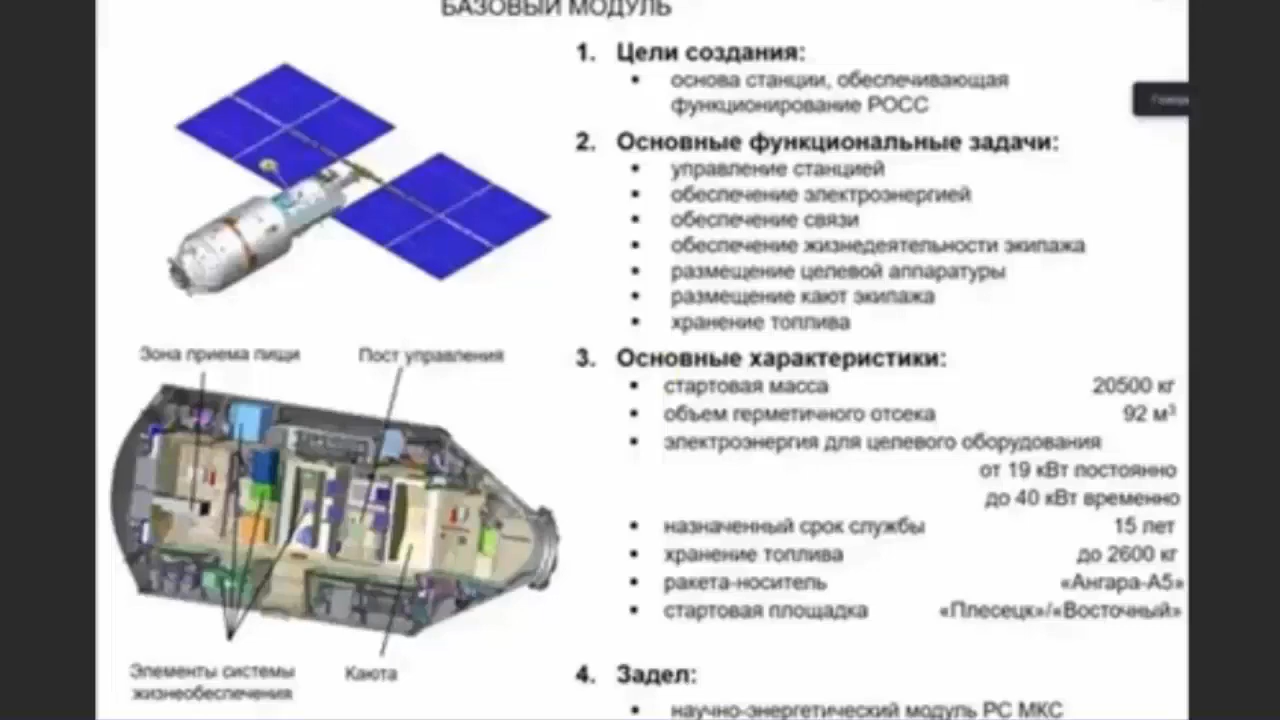 БАЗОВЫЙ МОДУЛЬ
1. Цели создания:
▪ основа станции, обеспечивающая
функционирование РОСС
2. Основные функциональные задачи:
▪ управление станцией
▪ обеспечение электроэнергией
▪ обеспечение связи
▪ обеспечение жизнедеятельности экипажа
▪ размещение целевой аппаратуры
▪ размещение кают экипажа
▪ хранение топлива
Зона приема пищи
Пост управления
Элементы системы
жизнеобеспечения
Каюта
3. Основные характеристики:
▪ стартовая масса 20500 кг
▪ объем герметичного отсека 92 м³
▪ электроэнергия для целевого оборудования
от 19 кВт постоянно
до 40 кВт временно
▪ назначенный срок службы 15 лет
▪ хранение топлива до 2600 кг
▪ ракета-носитель «Ангара-А5»
▪ стартовая площадка «Плесецк»/«Восточный»
4. Задел:
▪ научно-энергетический модуль РС МКС